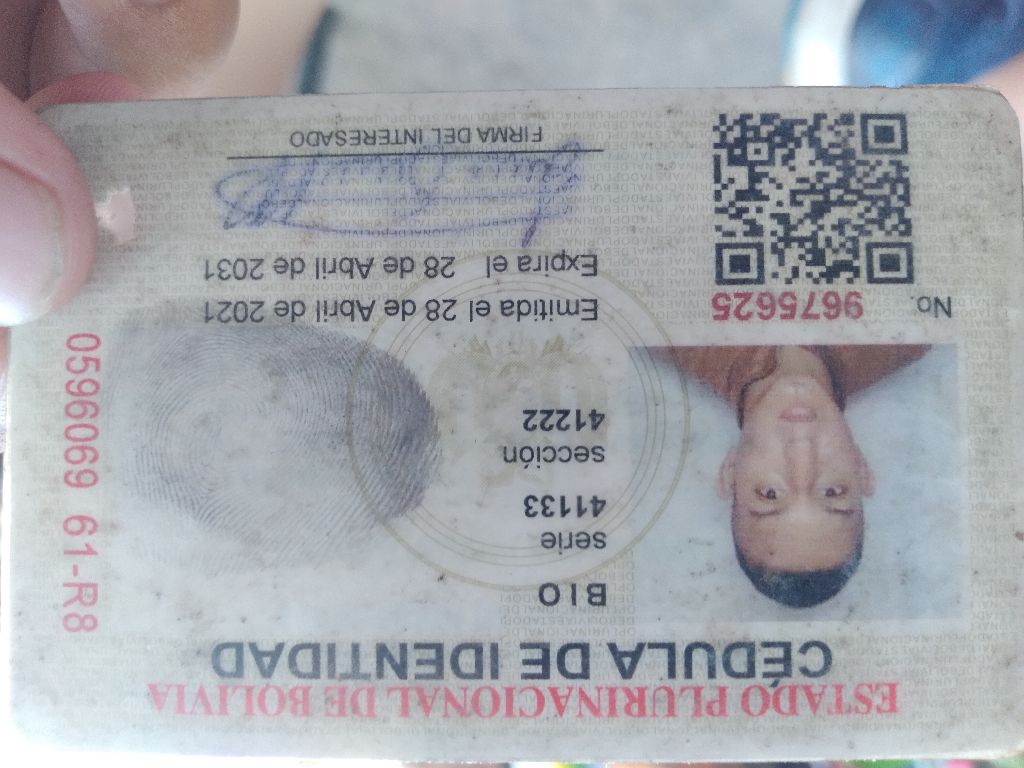 ESTADO PLURINACIONAL DE BOLIVIA
CÉDULA DE IDENTIDAD
BIO
serie
41133
sección
41222
No. 9675625
Emitida el 28 de Abril de 2021
Expira el 28 de Abril de 2031
FIRMA DEL INTERESADO
0596069 61-R8